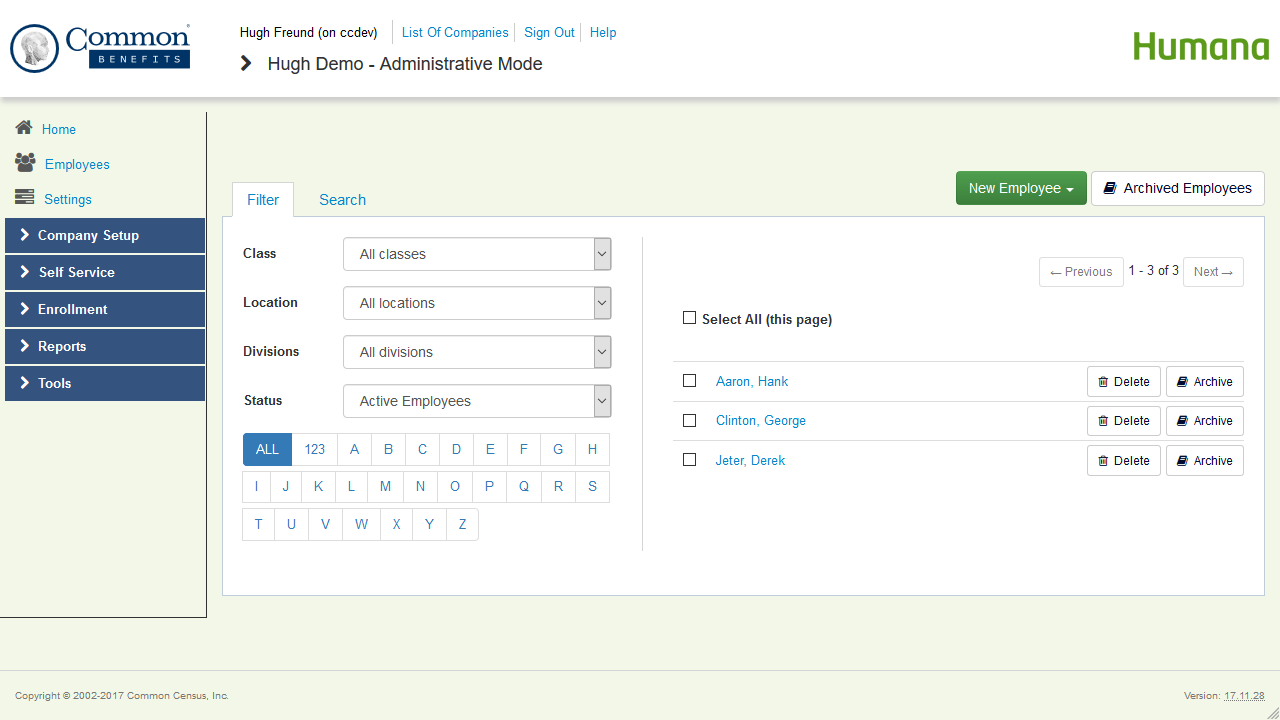 Common®
BENEFITS
Hugh Freund (on ccdev) List Of Companies Sign Out Help
Hugh Demo - Administrative Mode
Humana
Home
Employees
Settings
Company Setup
Self Service
Enrollment
Reports
Tools
Filter Search
New Employee
Archived Employees
Class All classes
Location All locations
Divisions All divisions
Status Active Employees
ALL 123 A B C D E F G H
I J K L M N O P Q R S
T U V W X Y Z
← Previous 1 - 3 of 3 Next →
Select All (this page)
Aaron, Hank Delete Archive
Clinton, George Delete Archive
Jeter, Derek Delete Archive
Copyright © 2002-2017 Common Census, Inc.
Version: 17.11.28